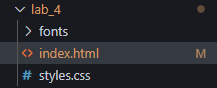 lab_4
fonts
<> index.html M
# styles.css